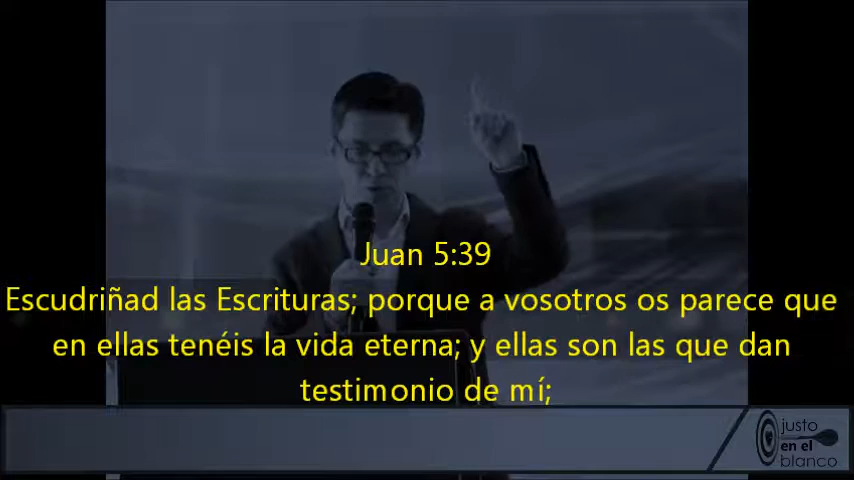 Juan 5:39
Escudriñad las Escrituras; porque a vosotros os parece que
en ellas tenéis la vida eterna; y ellas son las que dan
testimonio de mí;
justo
en el
blanco